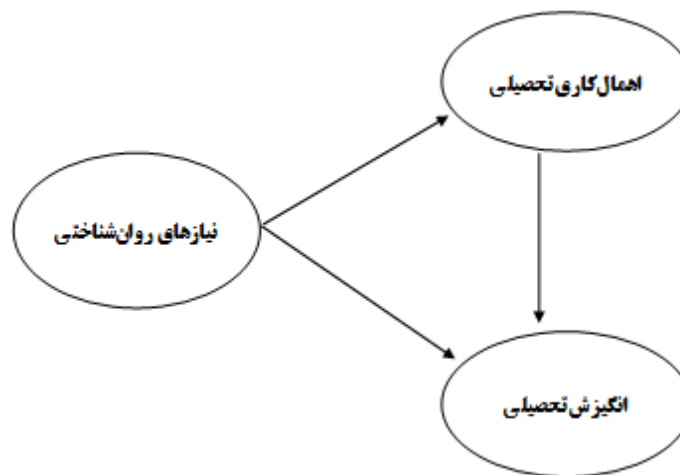 اهمال‌کاری تحصیلی
نیازهای روان‌شناختی
انگیزش تحصیلی